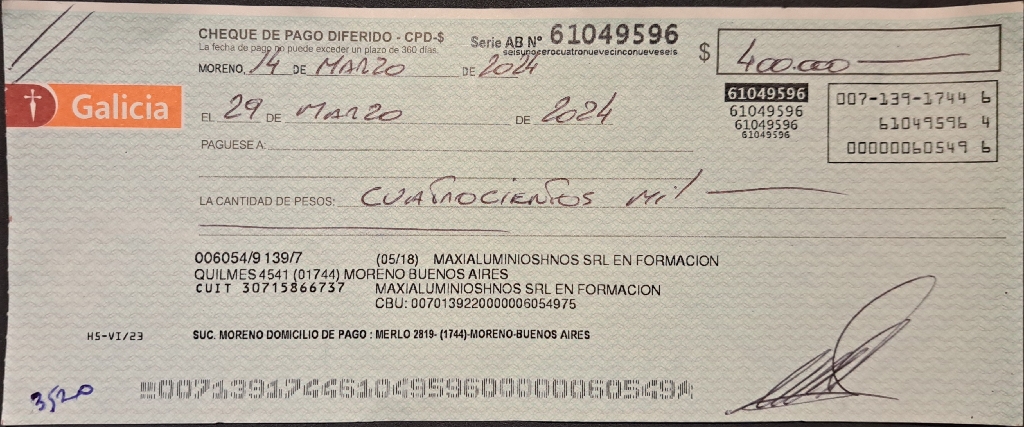 CHEQUE DE PAGO DIFERIDO - CPD-$
La fecha de pago no puede exceder un plazo de 360 días.
Serie AB Nº 61049596
seisunocerocuatronuevecinconueveseis
$ 400.000
MORENO, 14 DE MARZO DE 2024
Galicia
EL 29 DE MARZO DE 2024
61049596
61049596
61049596
61049596
007-139-1744 6
61049596 4
00000060549 6
PAGUESE A:
LA CANTIDAD DE PESOS: CUATROCIENTOS Mil
006054/9 139/7 (05/18) MAXIALUMINIOSHNOS SRL EN FORMACION
QUILMES 4541 (01744) MORENO BUENOS AIRES
CUIT 30715866737 MAXIALUMINIOSHNOS SRL EN FORMACION
CBU: 0070139220000006054975
HS-VI/23
SUC. MORENO DOMICILIO DE PAGO : MERLO 2819- (1744)-MORENO-BUENOS AIRES
3520
00713917446104959600000060549